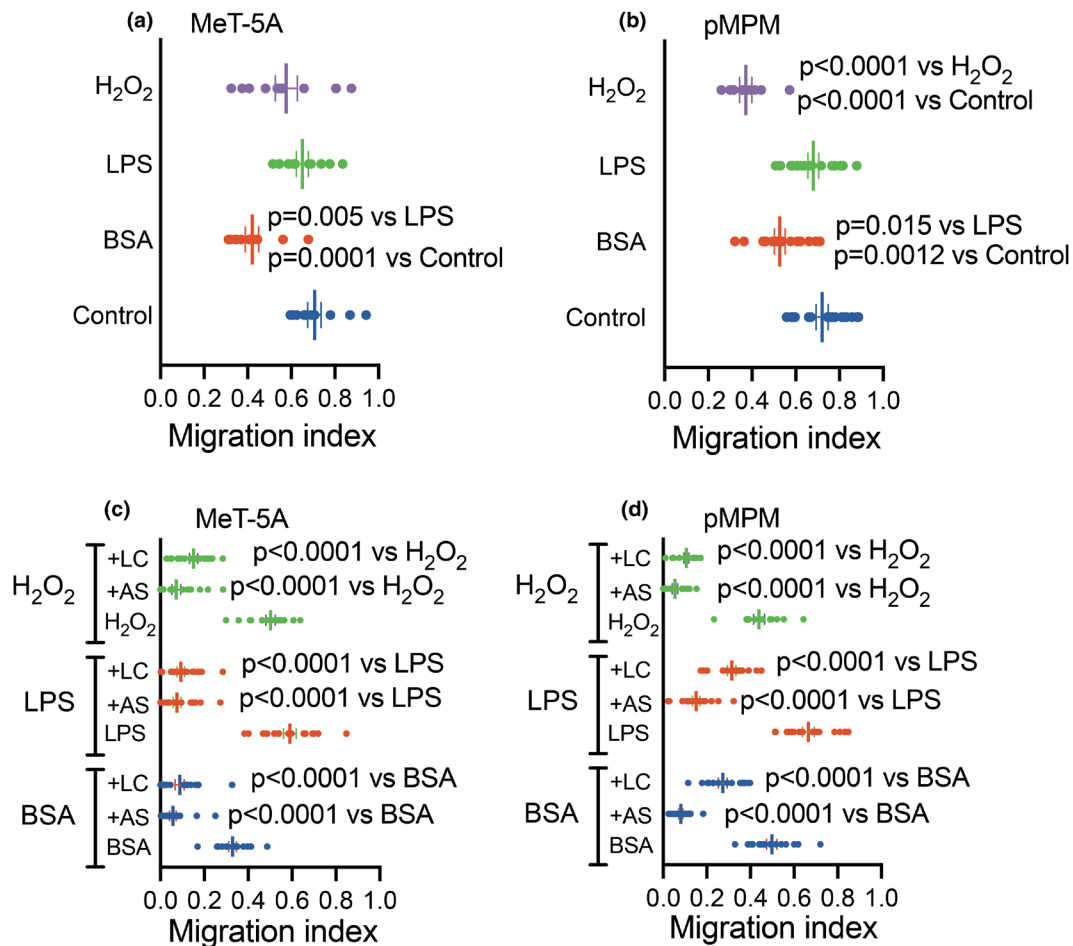 (a)
MeT-5A
H₂O₂
LPS
BSA
p=0.005 vs LPS
p=0.0001 vs Control
Control
0.0 0.2 0.4 0.6 0.8 1.0
Migration index
(b)
pMPM
H₂O₂
p<0.0001 vs H₂O₂
p<0.0001 vs Control
LPS
BSA
p=0.015 vs LPS
p=0.0012 vs Control
Control
0.0 0.2 0.4 0.6 0.8 1.0
Migration index
(c)
MeT-5A
H₂O₂
+LC p<0.0001 vs H₂O₂
+AS p<0.0001 vs H₂O₂
H₂O₂
LPS
+LC p<0.0001 vs LPS
+AS p<0.0001 vs LPS
LPS
BSA
+LC p<0.0001 vs BSA
+AS p<0.0001 vs BSA
BSA
0.0 0.2 0.4 0.6 0.8 1.0
Migration index
(d)
pMPM
H₂O₂
+LC p<0.0001 vs H₂O₂
+AS p<0.0001 vs H₂O₂
H₂O₂
LPS
+LC p<0.0001 vs LPS
+AS p<0.0001 vs LPS
LPS
BSA
+LC p<0.0001 vs BSA
+AS p<0.0001 vs BSA
BSA
0.0 0.2 0.4 0.6 0.8 1.0
Migration index